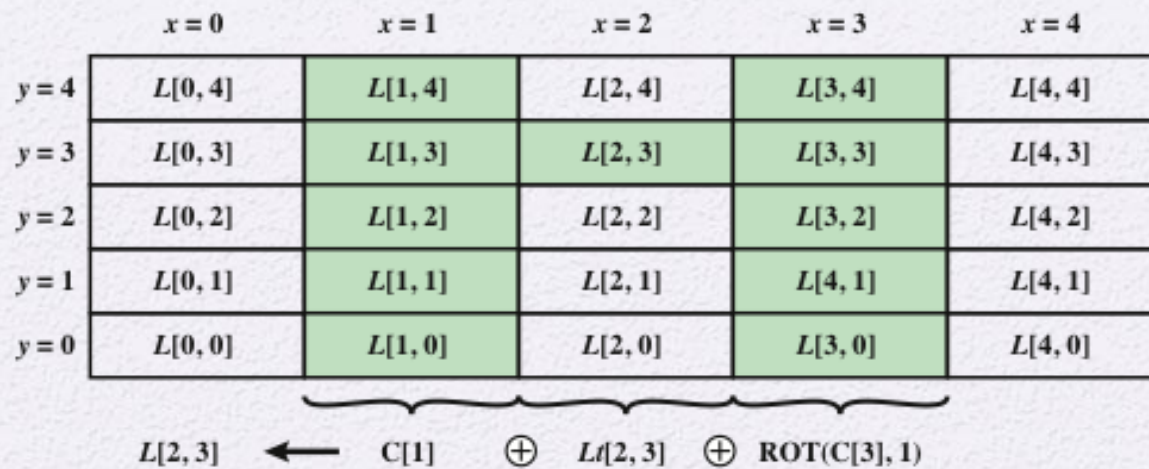 x = 0 x = 1 x = 2 x = 3 x = 4
y = 4 L[0, 4] L[1, 4] L[2, 4] L[3, 4] L[4, 4]
y = 3 L[0, 3] L[1, 3] L[2, 3] L[3, 3] L[4, 3]
y = 2 L[0, 2] L[1, 2] L[2, 2] L[3, 2] L[4, 2]
y = 1 L[0, 1] L[1, 1] L[2, 1] L[4, 1] L[4, 1]
y = 0 L[0, 0] L[1, 0] L[2, 0] L[3, 0] L[4, 0]
L[2, 3] ← C[1] ⊕ Lt[2, 3] ⊕ ROT(C[3], 1)